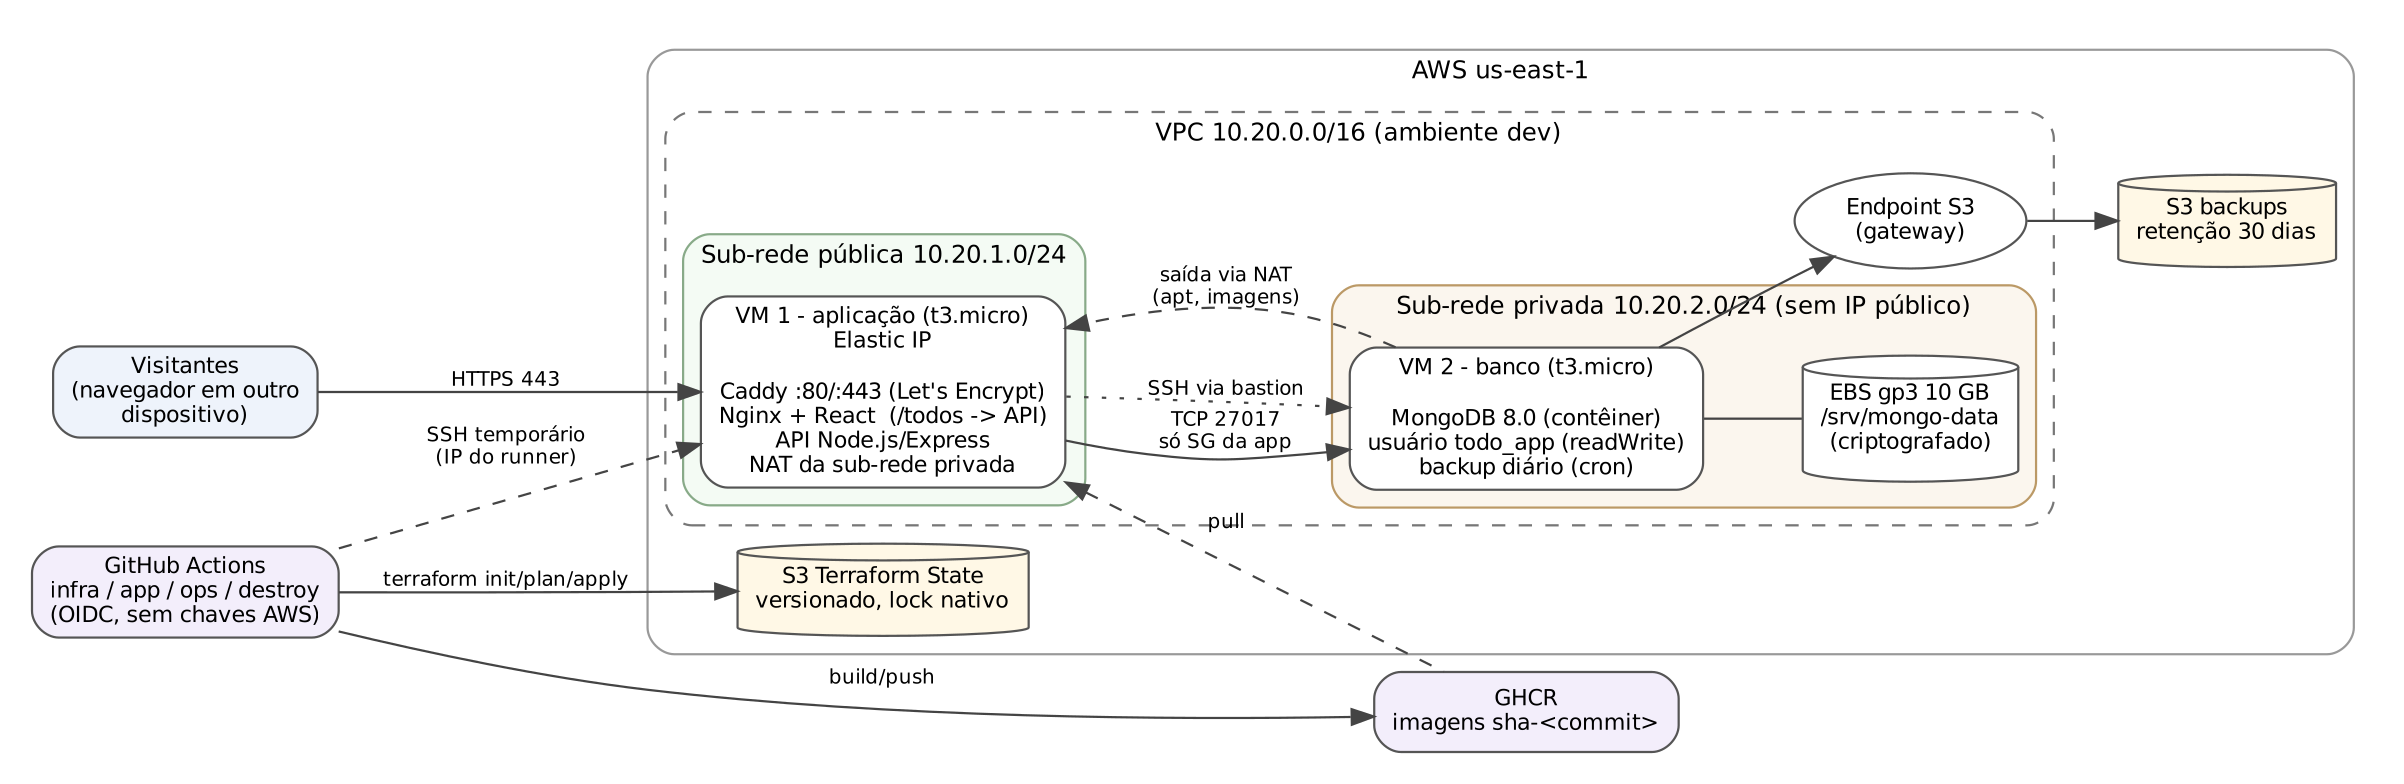 AWS us-east-1
VPC 10.20.0.0/16 (ambiente dev)
Endpoint S3
(gateway)
S3 backups
retenção 30 dias
Sub-rede pública 10.20.1.0/24
saída via NAT
(apt, imagens)
Sub-rede privada 10.20.2.0/24 (sem IP público)
VM 1 - aplicação (t3.micro)
Elastic IP
Caddy :80/:443 (Let's Encrypt)
Nginx + React  (/todos -> API)
API Node.js/Express
NAT da sub-rede privada
Visitantes
(navegador em outro
dispositivo)
HTTPS 443
SSH via bastion
TCP 27017
só SG da app
VM 2 - banco (t3.micro)
MongoDB 8.0 (contêiner)
usuário todo_app (readWrite)
backup diário (cron)
EBS gp3 10 GB
/srv/mongo-data
(criptografado)
SSH temporário
(IP do runner)
pull
GitHub Actions
infra / app / ops / destroy
(OIDC, sem chaves AWS)
terraform init/plan/apply
S3 Terraform State
versionado, lock nativo
build/push
GHCR
imagens sha-<commit>